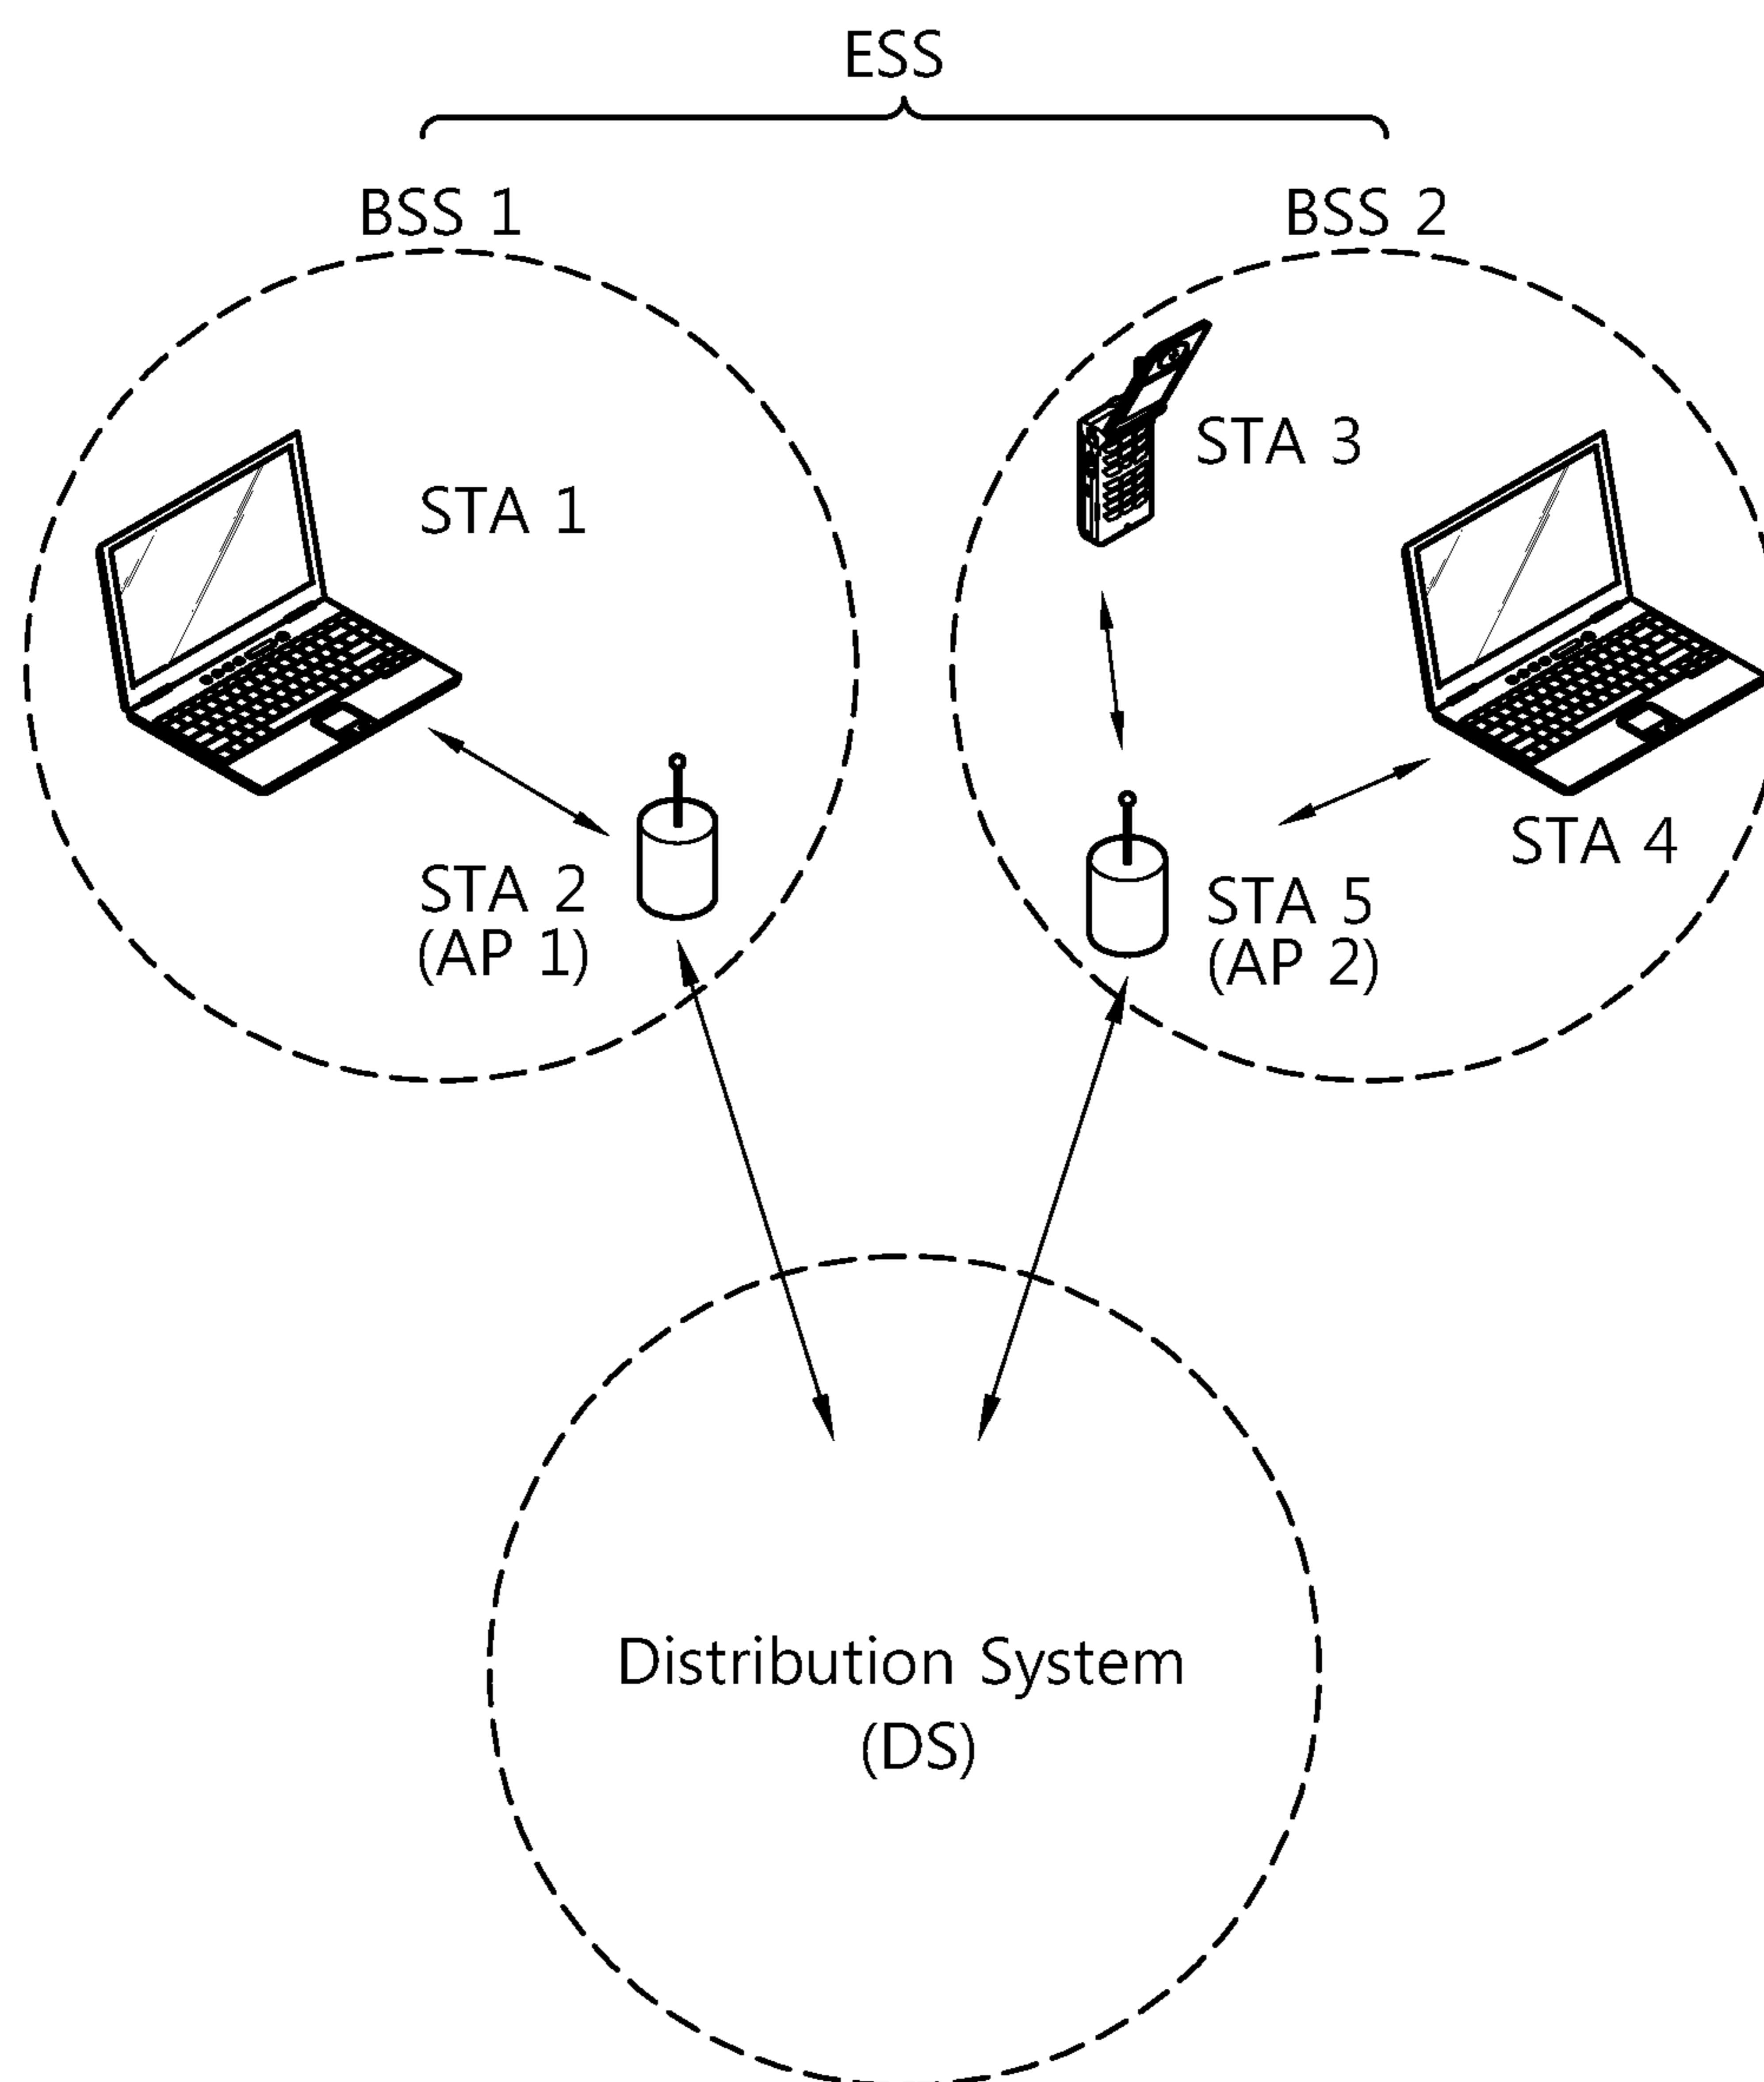 ESS
BSS 1
BSS 2
STA 1
STA 3
STA 2
(AP 1)
STA 4
STA 5
(AP 2)
Distribution System
(DS)